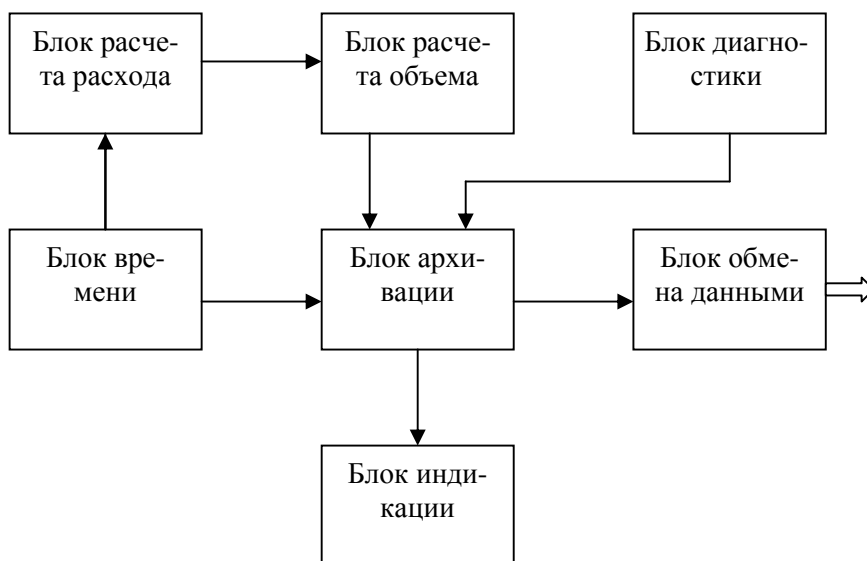 Блок расче-
та расхода
Блок расче-
та объема
Блок диагно-
стики
Блок вре-
мени
Блок архи-
вации
Блок обме-
на данными
Блок инди-
кации